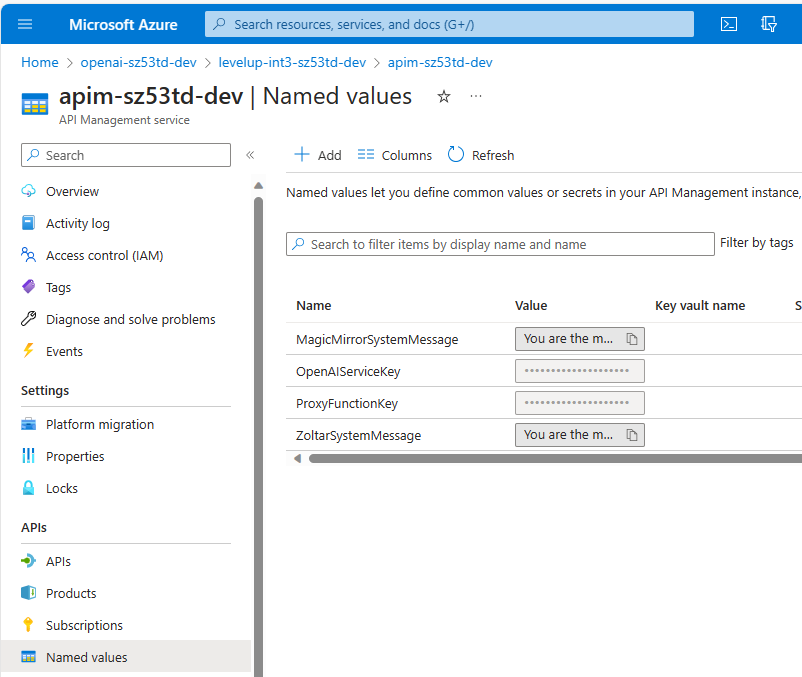 Microsoft Azure
Search resources, services, and docs (G+/)
Home > openai-sz53td-dev > levelup-int3-sz53td-dev > apim-sz53td-dev
apim-sz53td-dev | Named values
API Management service
Search
Add Columns Refresh
Named values let you define common values or secrets in your API Management instance,
Search to filter items by display name and name
Filter by tags
Name Value Key vault name S
MagicMirrorSystemMessage You are the m...
OpenAIServiceKey ••••••••••••••••••••
ProxyFunctionKey ••••••••••••••••••••
ZoltarSystemMessage You are the m...
Overview
Activity log
Access control (IAM)
Tags
Diagnose and solve problems
Events
Settings
Platform migration
Properties
Locks
APIs
APIs
Products
Subscriptions
Named values